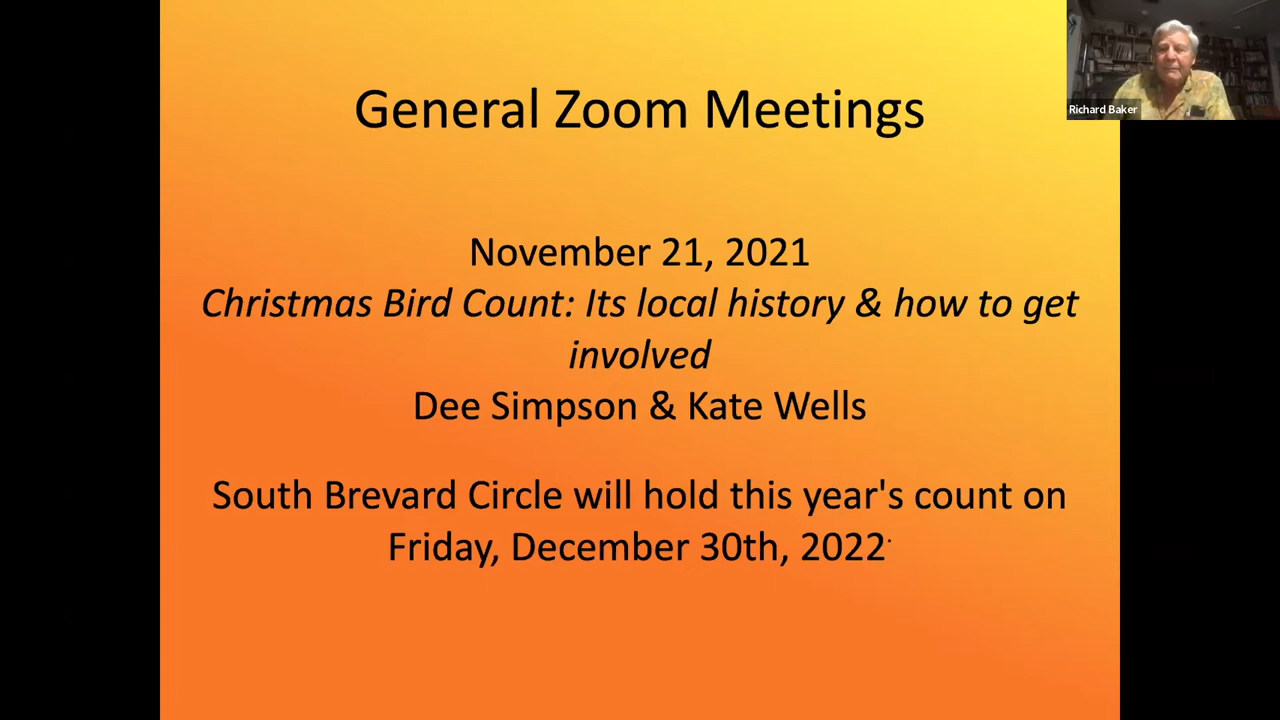 General Zoom Meetings
Richard Baker
November 21, 2021
Christmas Bird Count: Its local history & how to get
involved
Dee Simpson & Kate Wells
South Brevard Circle will hold this year's count on
Friday, December 30th, 2022.